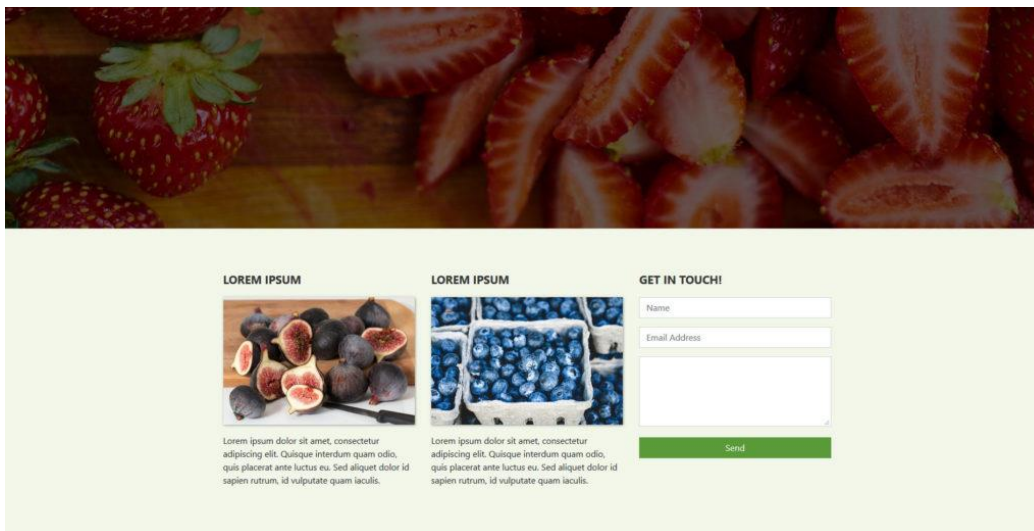 LOREM IPSUM
Lorem ipsum dolor sit amet, consectetur
adipiscing elit. Quisque interdum quam odio,
quis placerat ante luctus eu. Sed aliquet dolor id
sapien rutrum, id vulputate quam iaculis.
LOREM IPSUM
Lorem ipsum dolor sit amet, consectetur
adipiscing elit. Quisque interdum quam odio,
quis placerat ante luctus eu. Sed aliquet dolor id
sapien rutrum, id vulputate quam iaculis.
GET IN TOUCH!
Name
Email Address
Send